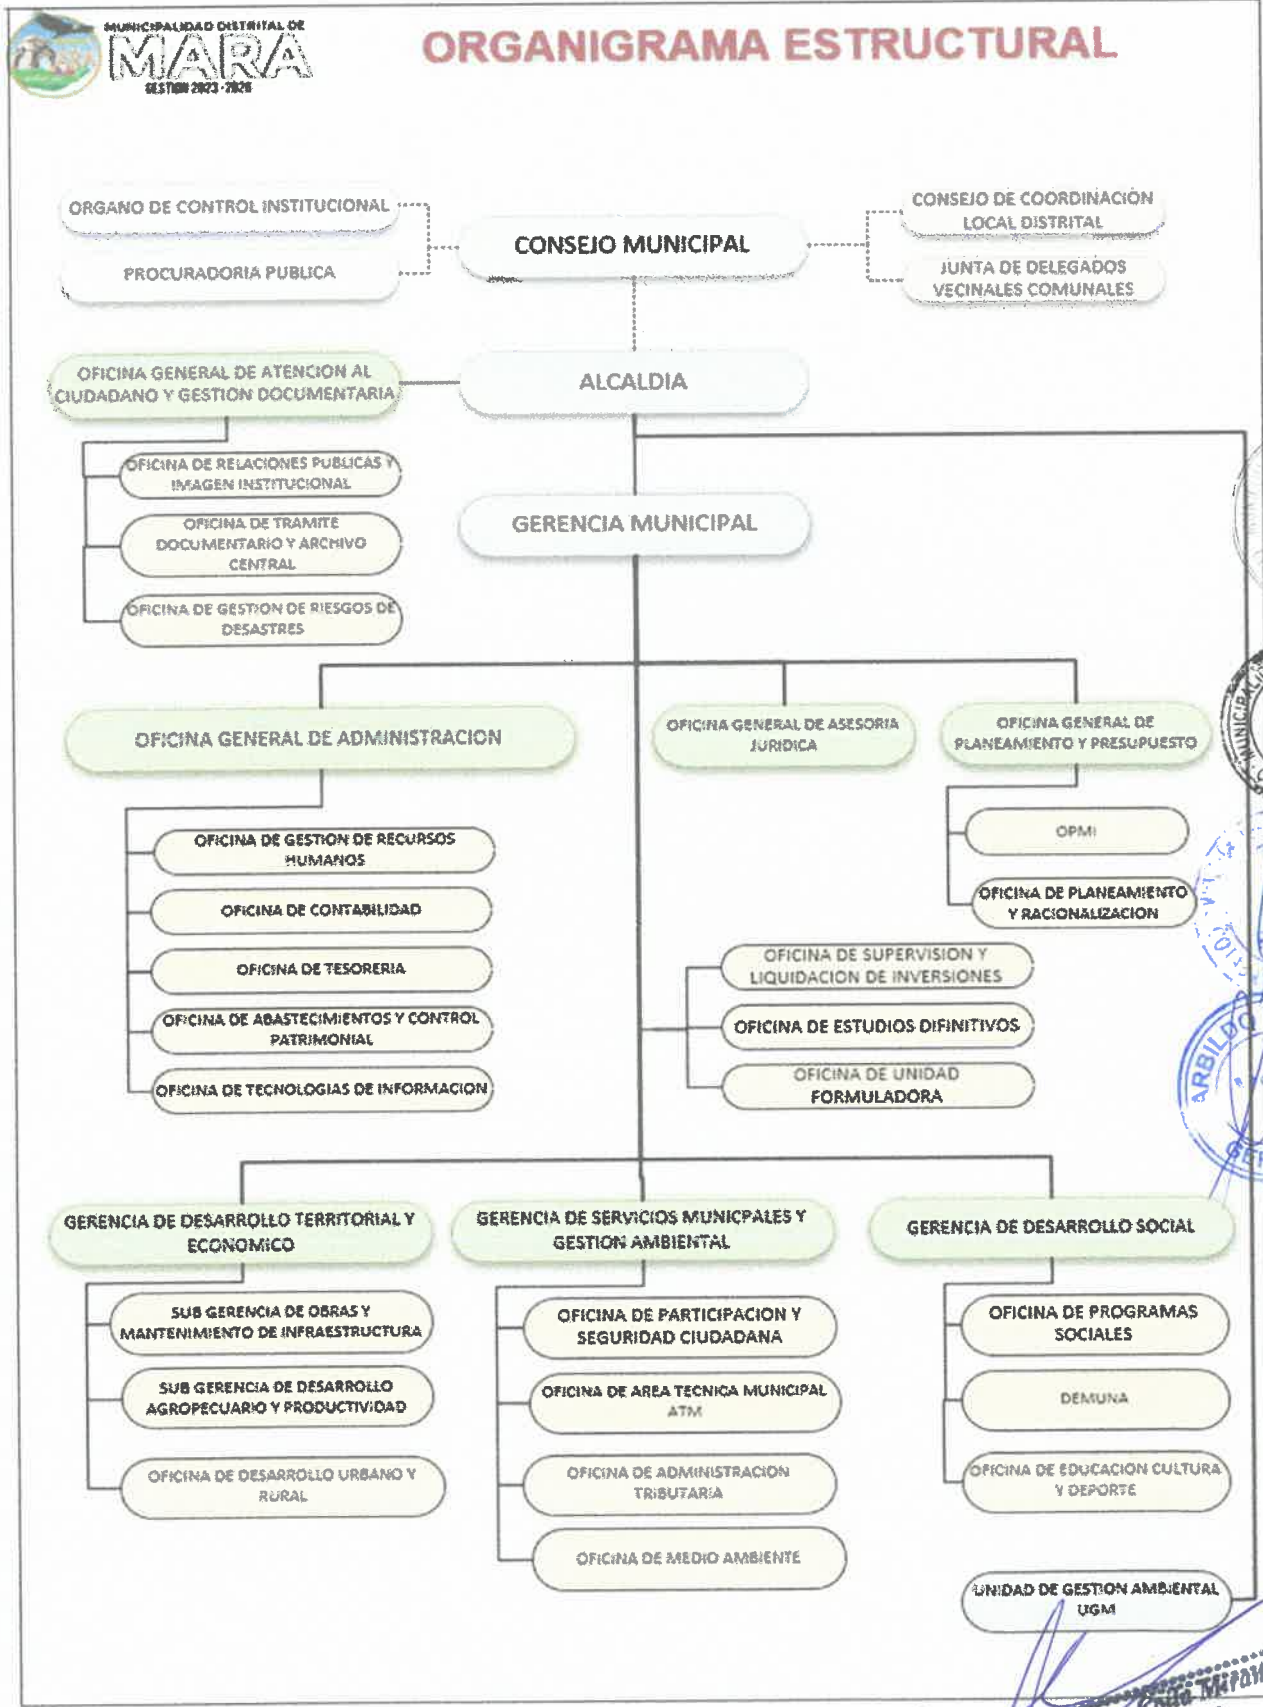 MUNICIPALIDAD DISTRITAL DE
MARA
GESTION 2023 - 2026
ORGANIGRAMA ESTRUCTURAL
ORGANO DE CONTROL INSTITUCIONAL
PROCURADORIA PUBLICA
CONSEJO MUNICIPAL
CONSEJO DE COORDINACIÓN
LOCAL DISTRITAL
JUNTA DE DELEGADOS
VECINALES COMUNALES
OFICINA GENERAL DE ATENCION AL
CIUDADANO Y GESTION DOCUMENTARIA
ALCALDIA
OFICINA DE RELACIONES PUBLICAS Y
IMAGEN INSTITUCIONAL
OFICINA DE TRAMITE
DOCUMENTARIO Y ARCHIVO
CENTRAL
OFICINA DE GESTION DE RIESGOS DE
DESASTRES
GERENCIA MUNICIPAL
OFICINA GENERAL DE ADMINISTRACION
OFICINA GENERAL DE ASESORIA
JURIDICA
OFICINA GENERAL DE
PLANEAMIENTO Y PRESUPUESTO
OFICINA DE GESTION DE RECURSOS
HUMANOS
OFICINA DE CONTABILIDAD
OFICINA DE TESORERIA
OFICINA DE ABASTECIMIENTOS Y CONTROL
PATRIMONIAL
OFICINA DE TECNOLOGIAS DE INFORMACION
OPMI
OFICINA DE PLANEAMIENTO
Y RACIONALIZACION
OFICINA DE SUPERVISION Y
LIQUIDACION DE INVERSIONES
OFICINA DE ESTUDIOS DIFINITIVOS
OFICINA DE UNIDAD
FORMULADORA
GERENCIA DE DESARROLLO TERRITORIAL Y
ECONOMICO
GERENCIA DE SERVICIOS MUNICPALES Y
GESTION AMBIENTAL
GERENCIA DE DESARROLLO SOCIAL
SUB GERENCIA DE OBRAS Y
MANTENIMIENTO DE INFRAESTRUCTURA
SUB GERENCIA DE DESARROLLO
AGROPECUARIO Y PRODUCTIVIDAD
OFICINA DE DESARROLLO URBANO Y
RURAL
OFICINA DE PARTICIPACION Y
SEGURIDAD CIUDADANA
OFICINA DE AREA TECNICA MUNICIPAL
ATM
OFICINA DE ADMINISTRACION
TRIBUTARIA
OFICINA DE MEDIO AMBIENTE
OFICINA DE PROGRAMAS
SOCIALES
DEMUNA
OFICINA DE EDUCACION CULTURA
Y DEPORTE
UNIDAD DE GESTION AMBIENTAL
UGM
ARBILDO